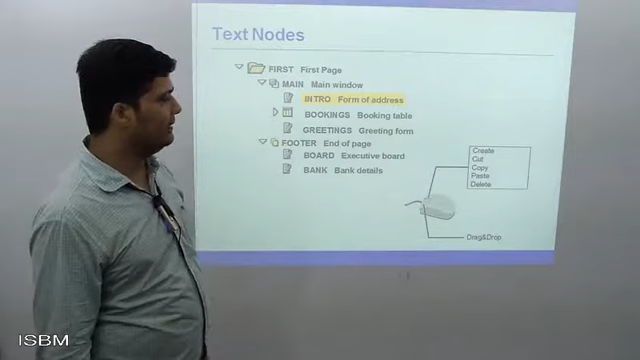 Text Nodes
FIRST First Page
MAIN Main window
INTRO Form of address
BOOKINGS Booking table
GREETINGS Greeting form
FOOTER End of page
BOARD Executive board
BANK Bank details
Create
Cut
Copy
Paste
Delete
Drag&Drop
ISBM